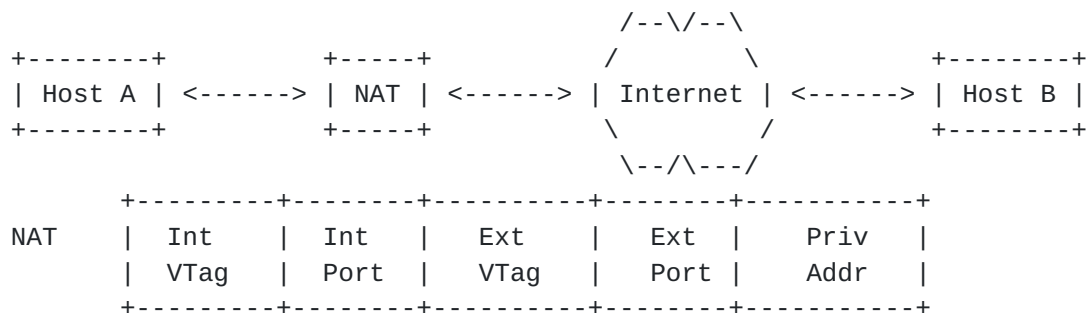 /--\/--\
+--------+          +-----+           /        \           +--------+
| Host A | <------> | NAT | <------> | Internet | <------> | Host B |
+--------+          +-----+           \         /          +--------+
                                       \--/\---/
       +---------+--------+----------+--------+-----------+
NAT    |  Int    |  Int   |   Ext    |   Ext  |    Priv   |
       |  VTag   |  Port  |   VTag   |   Port |    Addr   |
       +---------+--------+----------+--------+-----------+